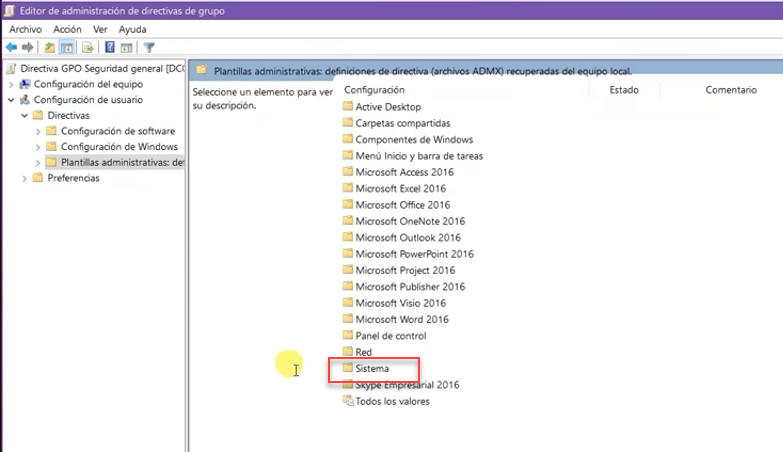 Editor de administración de directivas de grupo
Archivo Acción Ver Ayuda
Directiva GPO Seguridad general [DC
Configuración del equipo
Configuración de usuario
Directivas
Configuración de software
Configuración de Windows
Plantillas administrativas: de
Preferencias
Plantillas administrativas: definiciones de directiva (archivos ADMX) recuperadas del equipo local.
Seleccione un elemento para ver
su descripción.
Configuración Estado Comentario
Active Desktop
Carpetas compartidas
Componentes de Windows
Menú Inicio y barra de tareas
Microsoft Access 2016
Microsoft Excel 2016
Microsoft Office 2016
Microsoft OneNote 2016
Microsoft Outlook 2016
Microsoft PowerPoint 2016
Microsoft Project 2016
Microsoft Publisher 2016
Microsoft Visio 2016
Microsoft Word 2016
Panel de control
Red
Sistema
Skype Empresarial 2016
Todos los valores